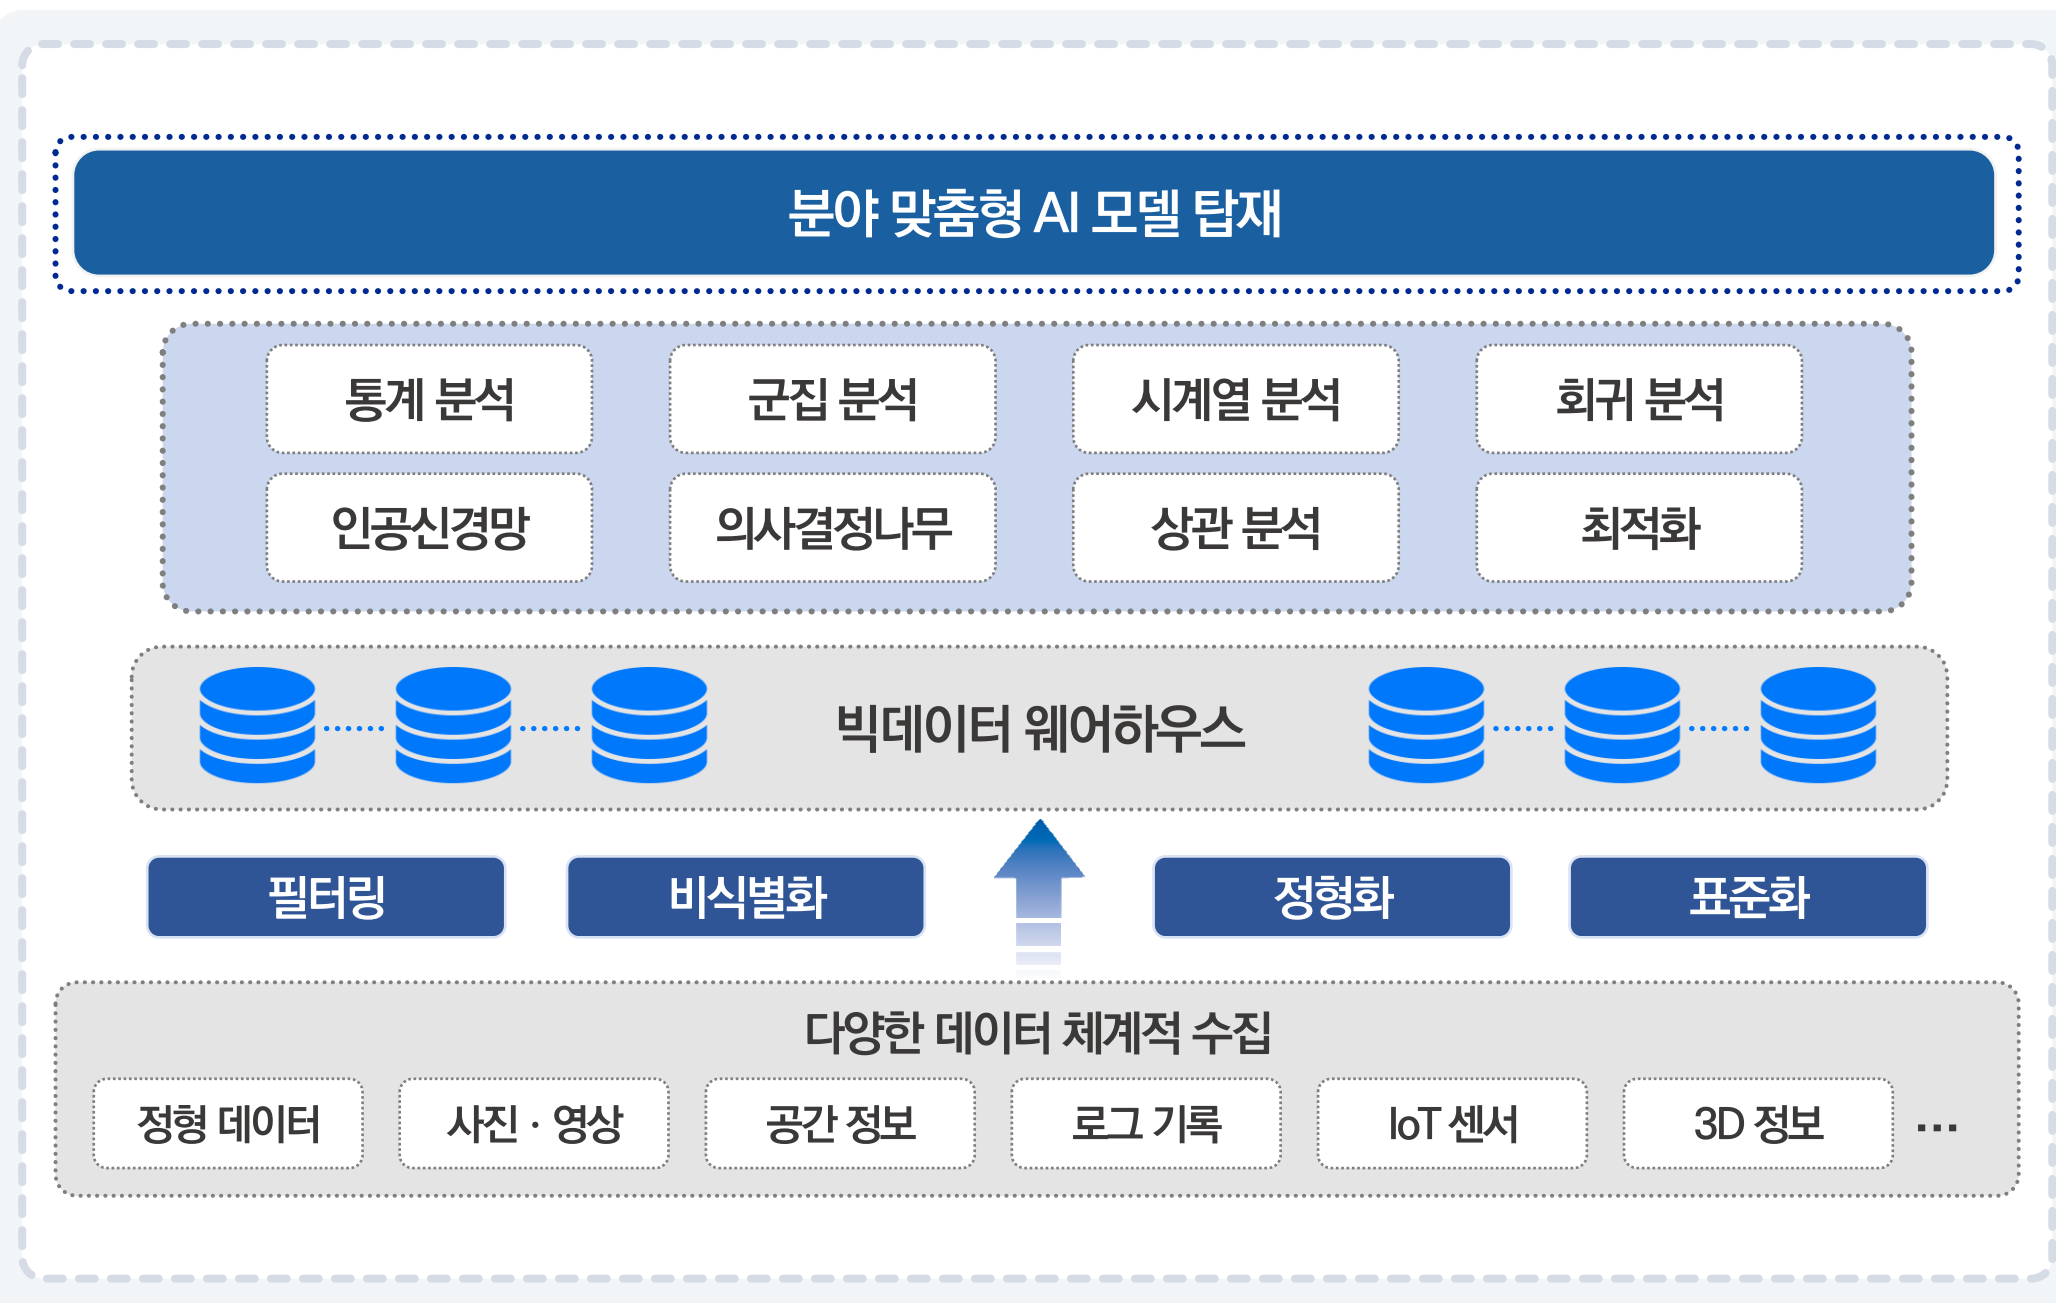 분야 맞춤형 AI 모델 탑재
통계 분석
군집 분석
시계열 분석
회귀 분석
인공신경망
의사결정나무
상관 분석
최적화
빅데이터 웨어하우스
필터링
비식별화
정형화
표준화
다양한 데이터 체계적 수집
정형 데이터
사진 · 영상
공간 정보
로그 기록
IoT 센서
3D 정보
...